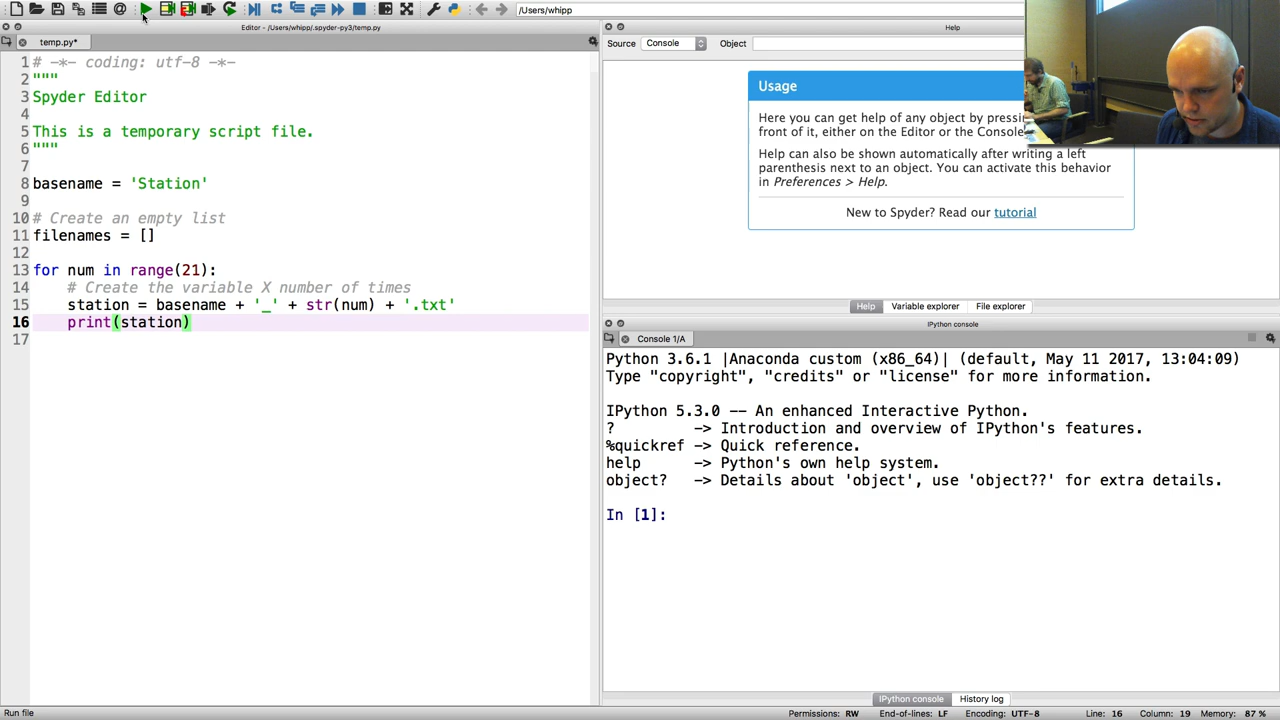 /Users/whipp
Editor - /Users/whipp/.spyder-py3/temp.py
Help
temp.py*
Source
Console
Object
1 # -*- coding: utf-8 -*-
2 """
3 Spyder Editor
4
5 This is a temporary script file.
6 """
7
8 basename = 'Station'
9
10 # Create an empty list
11 filenames = []
12
13 for num in range(21):
14 # Create the variable X number of times
15 station = basename + '_' + str(num) + '.txt'
16 print(station)
17
Usage
Here you can get help of any object by pressin
front of it, either on the Editor or the Console
Help can also be shown automatically after writing a left
parenthesis next to an object. You can activate this behavior
in Preferences > Help.
New to Spyder? Read our tutorial
Help
Variable explorer
File explorer
IPython console
Console 1/A
Python 3.6.1 |Anaconda custom (x86_64)| (default, May 11 2017, 13:04:09)
Type "copyright", "credits" or "license" for more information.
IPython 5.3.0 -- An enhanced Interactive Python.
? -> Introduction and overview of IPython's features.
%quickref -> Quick reference.
help -> Python's own help system.
object? -> Details about 'object', use 'object??' for extra details.
In [1]:
IPython console
History log
Run file
Permissions: RW
End-of-lines: LF
Encoding: UTF-8
Line: 16
Column: 19
Memory: 87 %